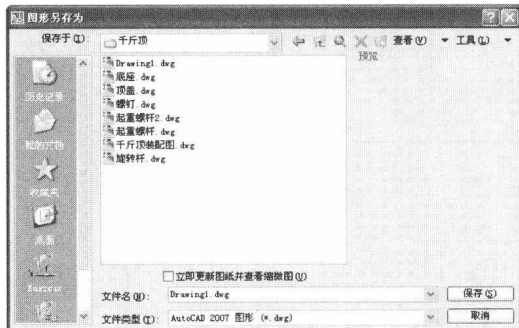 图形另存为
保存于(I):
千斤顶
查看(V)
工具(L)
预览
历史记录
我的文档
收藏夹
桌面
Buzzsaw
Drawing1.dwg
底座.dwg
顶盖.dwg
螺钉.dwg
起重螺杆2.dwg
起重螺杆.dwg
千斤顶装配图.dwg
旋转杆.dwg
立即更新图纸并查看缩微图(U)
文件名(N):
Drawing1.dwg
保存(S)
文件类型(T):
AutoCAD 2007 图形 (*.dwg)
取消